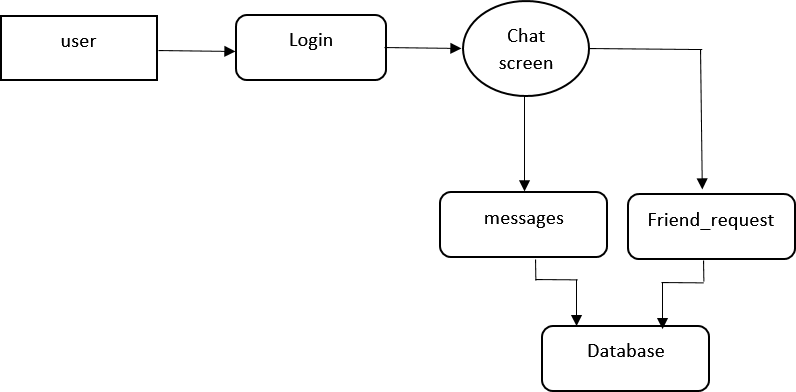 user
Login
Chat
screen
messages
Friend_request
Database